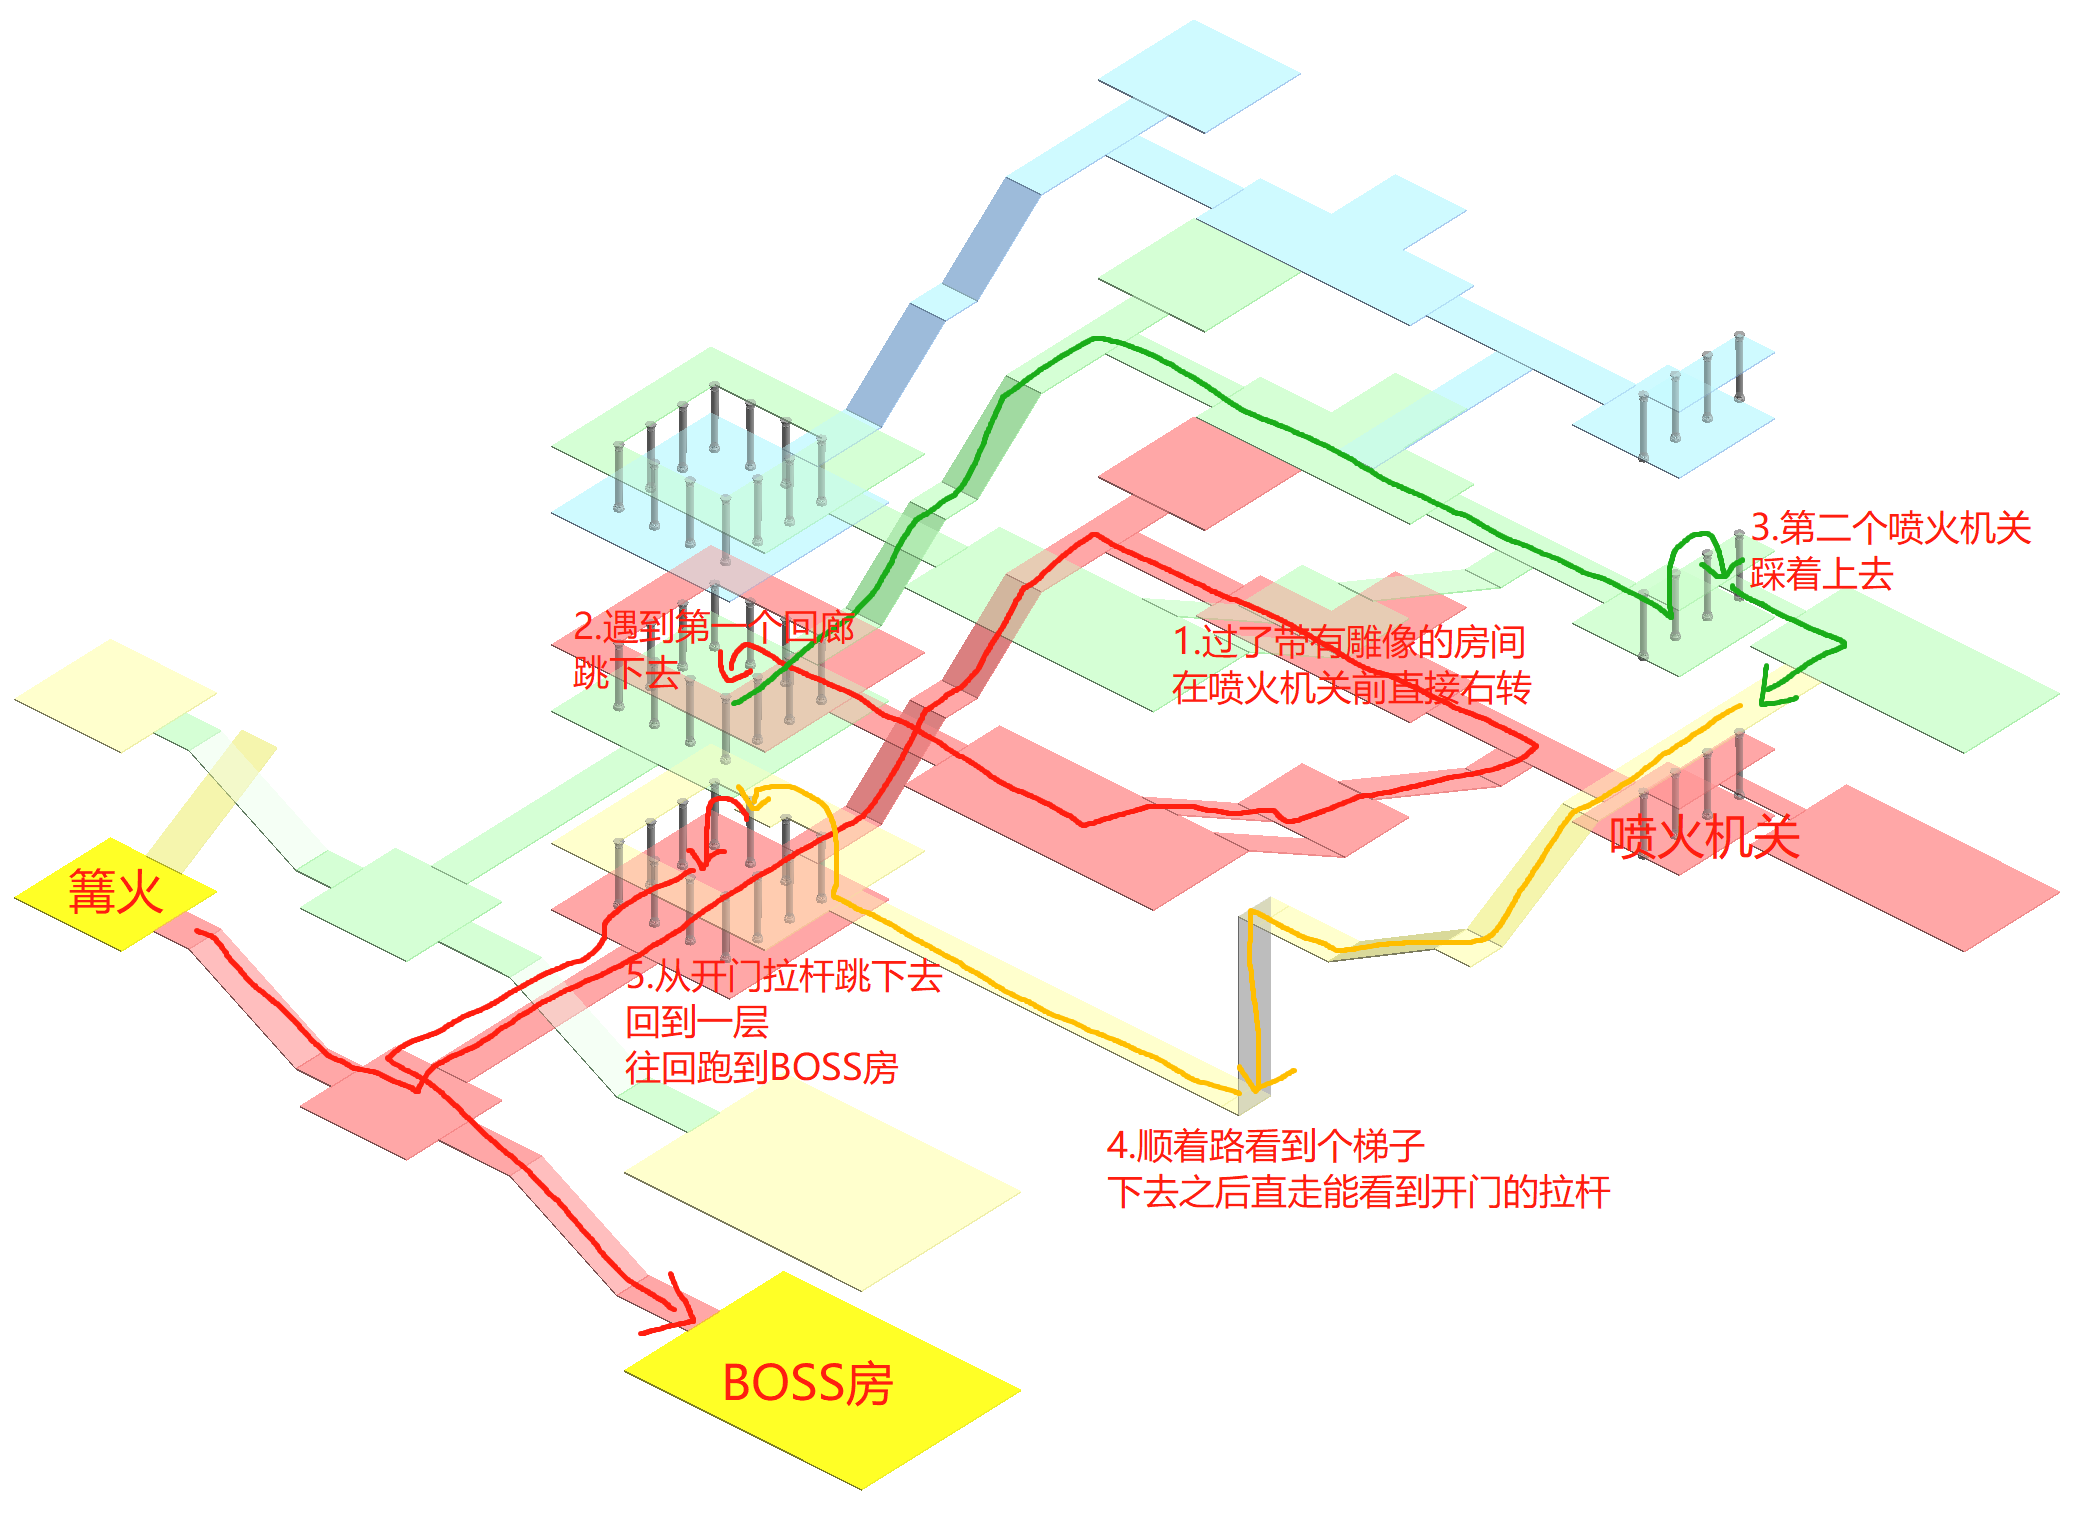 1.过了带有雕像的房间
在喷火机关前直接右转
2.遇到第一个回廊
跳下去
3.第二个喷火机关
踩着上去
喷火机关
篝火
4.顺着路看到个梯子
下去之后直走能看到开门的拉杆
5.从开门拉杆跳下去
回到一层
往回跑到BOSS房
BOSS房